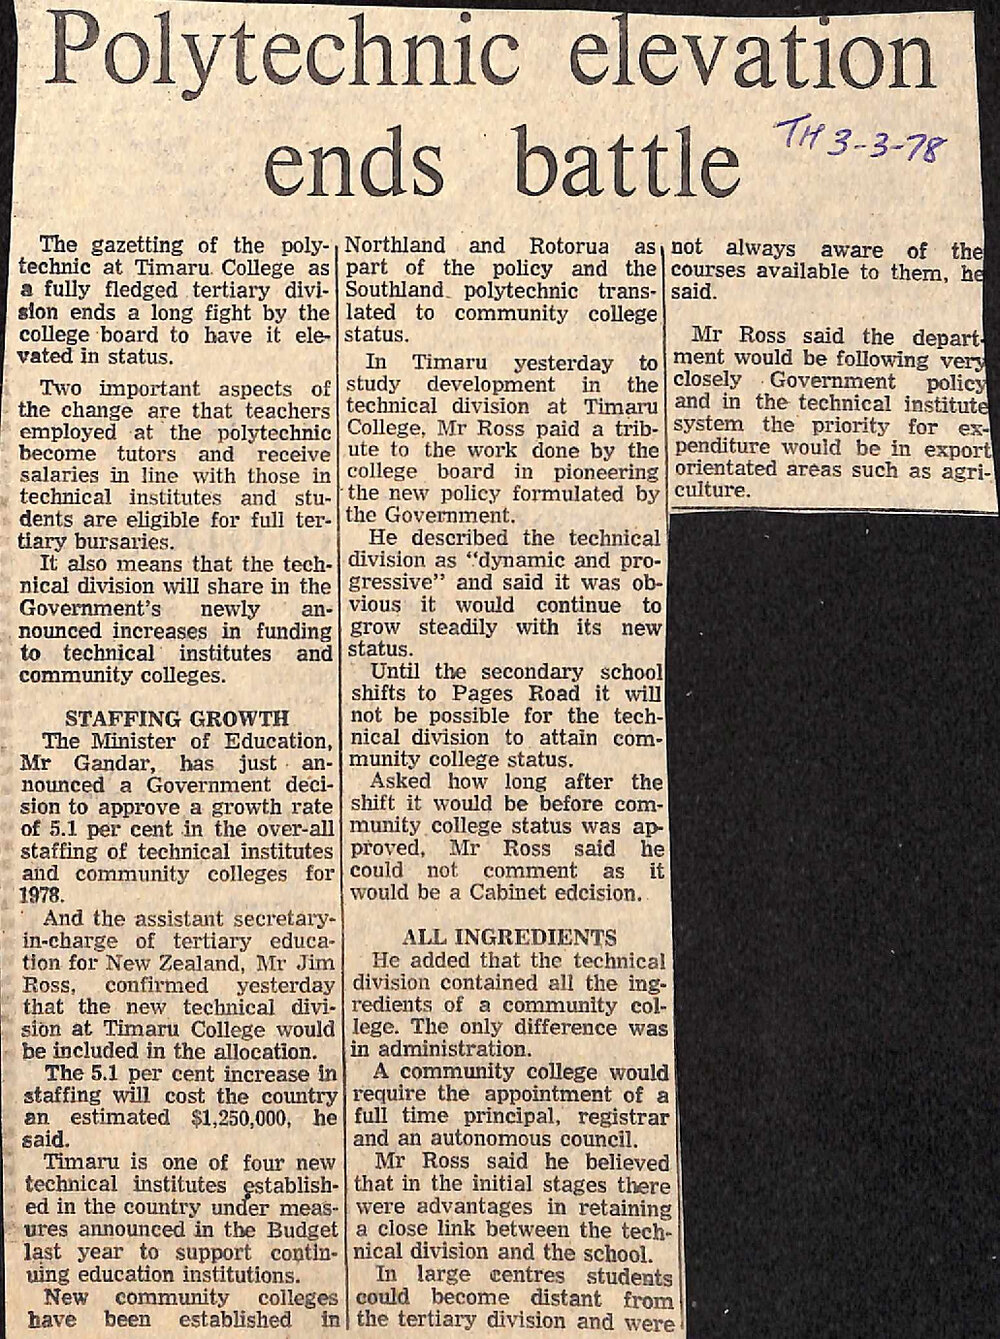 Polytechnic elevation
ends battle
TH 3-3-78
The gazetting of the poly-
technic at Timaru College as
a fully fledged tertiary divi-
sion ends a long fight by the
college board to have it ele-
vated in status.
Two important aspects of
the change are that teachers
employed at the polytechnic
become tutors and receive
salaries in line with those in
technical institutes and stu-
dents are eligible for full ter-
tiary bursaries.
It also means that the tech-
nical division will share in the
Government's newly an-
nounced increases in funding
to technical institutes and
community colleges.
STAFFING GROWTH
The Minister of Education,
Mr Gandar, has just an-
nounced a Government deci-
sion to approve a growth rate
of 5.1 per cent in the over-all
staffing of technical institutes
and community colleges for
1978.
And the assistant secretary-
in-charge of tertiary educa-
tion for New Zealand, Mr Jim
Ross, confirmed yesterday
that the new technical divi-
sion at Timaru College would
be included in the allocation.
The 5.1 per cent increase in
staffing will cost the country
an estimated $1,250,000, he
said.
Timaru is one of four new
technical institutes establish-
ed in the country under meas-
ures announced in the Budget
last year to support contin-
uing education institutions.
New community colleges
have been established in
Northland and Rotorua as
part of the policy and the
Southland polytechnic trans-
lated to community college
status.
In Timaru yesterday to
study development in the
technical division at Timaru
College, Mr Ross paid a trib-
ute to the work done by the
college board in pioneering
the new policy formulated by
the Government.
He described the technical
division as "dynamic and pro-
gressive" and said it was ob-
vious it would continue to
grow steadily with its new
status.
Until the secondary school
shifts to Pages Road it will
not be possible for the tech-
nical division to attain com-
munity college status.
Asked how long after the
shift it would be before com-
munity college status was ap-
proved, Mr Ross said he
could not comment as it
would be a Cabinet edcision.
ALL INGREDIENTS
He added that the technical
division contained all the ing-
redients of a community col-
lege. The only difference was
in administration.
A community college would
require the appointment of a
full time principal, registrar
and an autonomous council.
Mr Ross said he believed
that in the initial stages there
were advantages in retaining
a close link between the tech-
nical division and the school.
In large centres students
could become distant from
the tertiary division and were
not always aware of the
courses available to them, he
said.
Mr Ross said the depart-
ment would be following very
closely Government policy
and in the technical institute
system the priority for ex-
penditure would be in export
orientated areas such as agri-
culture.